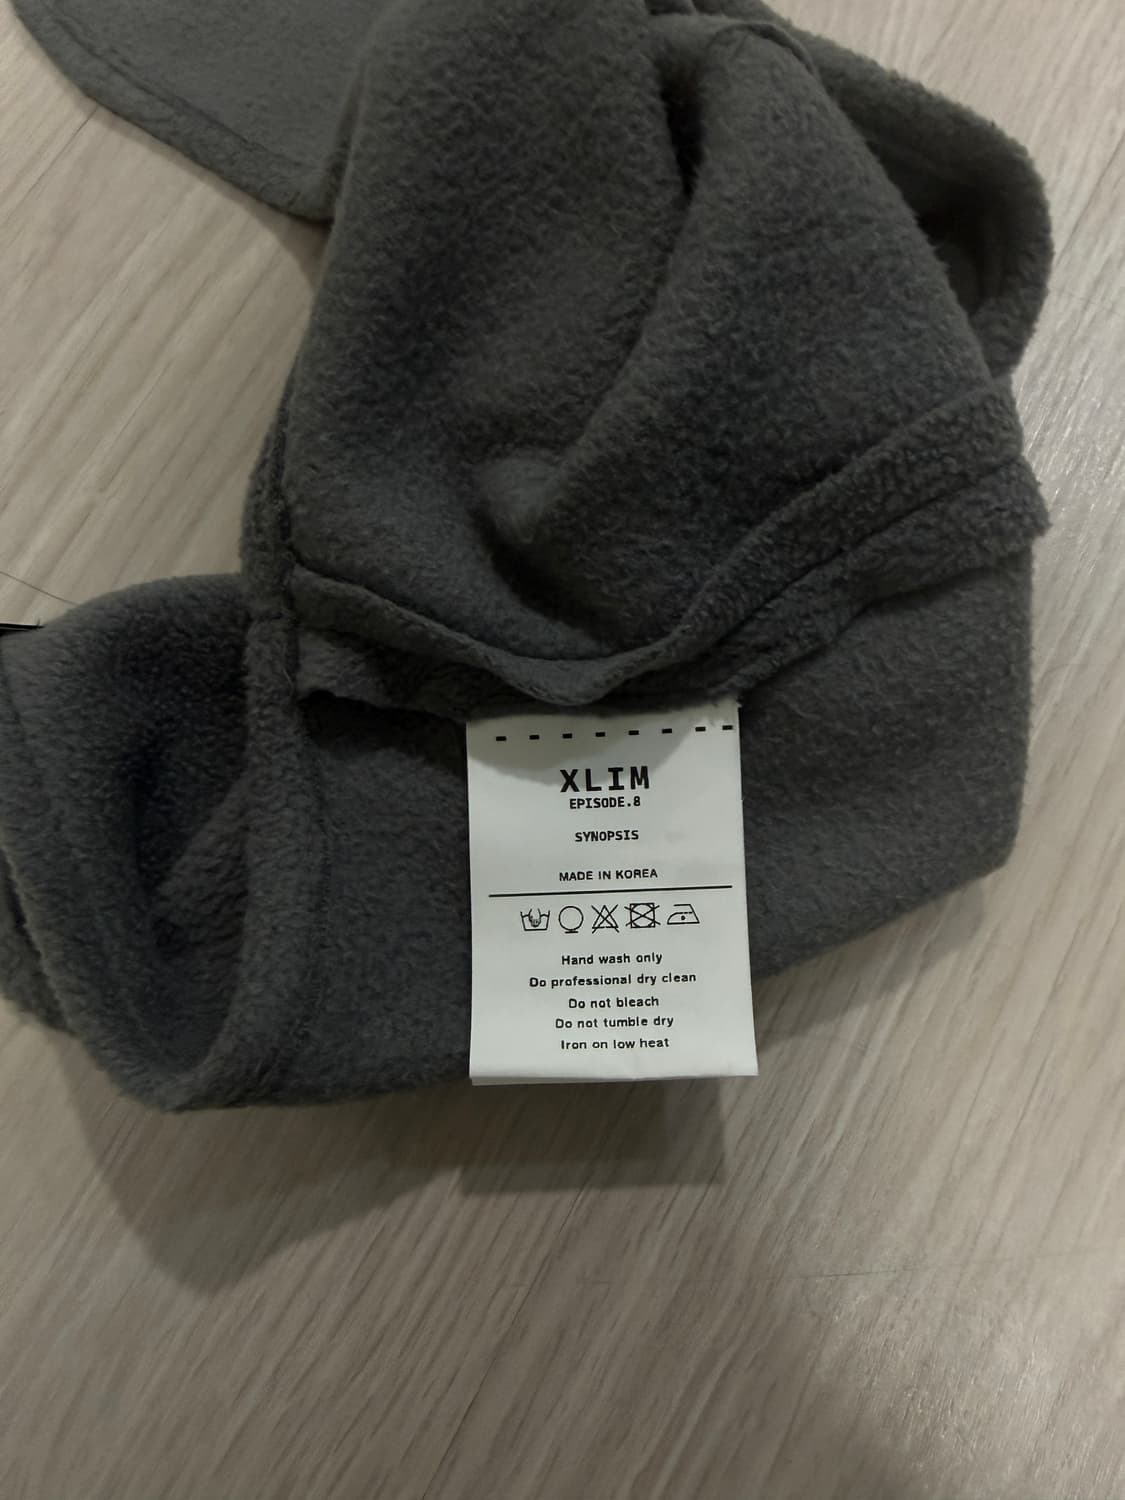 XLIM
EPISODE.8
SYNOPSIS
MADE IN KOREA
Hand wash only
Do professional dry clean
Do not bleach
Do not tumble dry
Iron on low heat